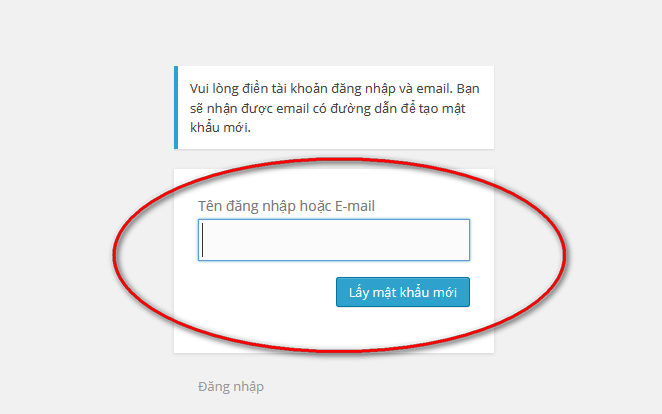 Vui lòng điền tài khoản đăng nhập và email. Bạn
sẽ nhận được email có đường dẫn để tạo mật
khẩu mới.
Tên đăng nhập hoặc E-mail
Lấy mật khẩu mới
Đăng nhập